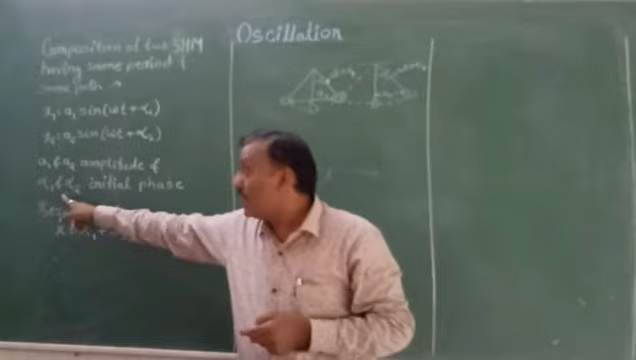 Oscillation
Composition of two SHM
having same period &
same path →
x₁ = a₁ sin(ωt + α₁)
x₂ = a₂ sin(ωt + α₂)
a₁ & a₂ amplitude &
α₁ & α₂ initial phase